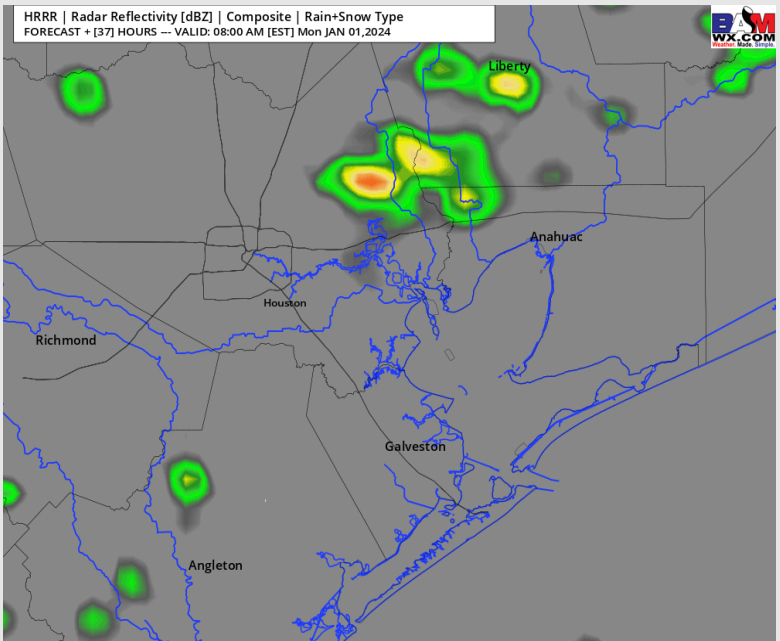 HRRR | Radar Reflectivity [dBZ] | Composite | Rain+Snow Type
FORECAST + [37] HOURS --- VALID: 08:00 AM [EST] Mon JAN 01,2024
BAM
WX.COM
Weather. Made. Simple.
Liberty
Anahuac
Houston
Richmond
Galveston
Angleton